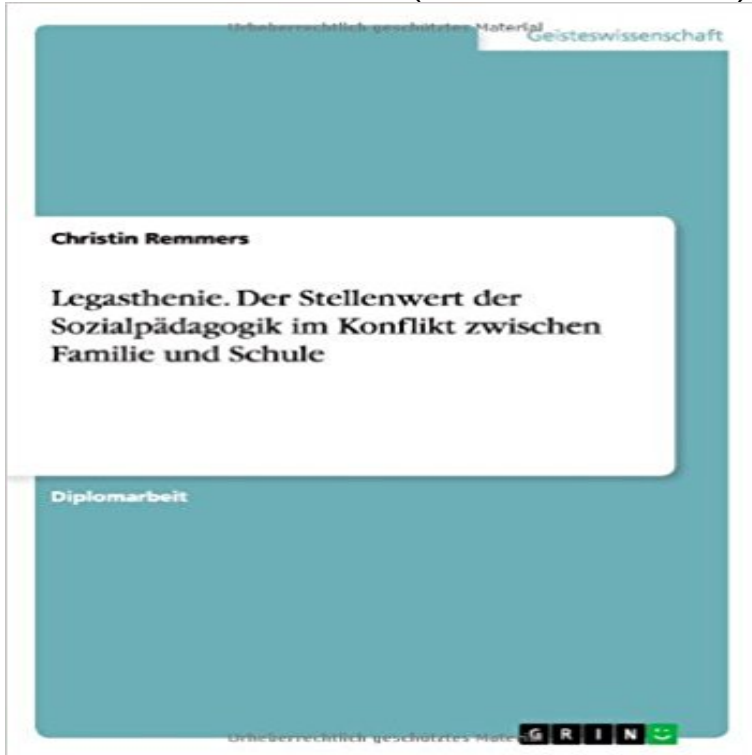 Urheberrechtlich geschütztes Material
Geisteswissenschaft
Christin Remmers
Legasthenie. Der Stellenwert der
Sozialpädagogik im Konflikt zwischen
Familie und Schule
Diplomarbeit
Urheberrechtlich geschütztes Mate
GRIN